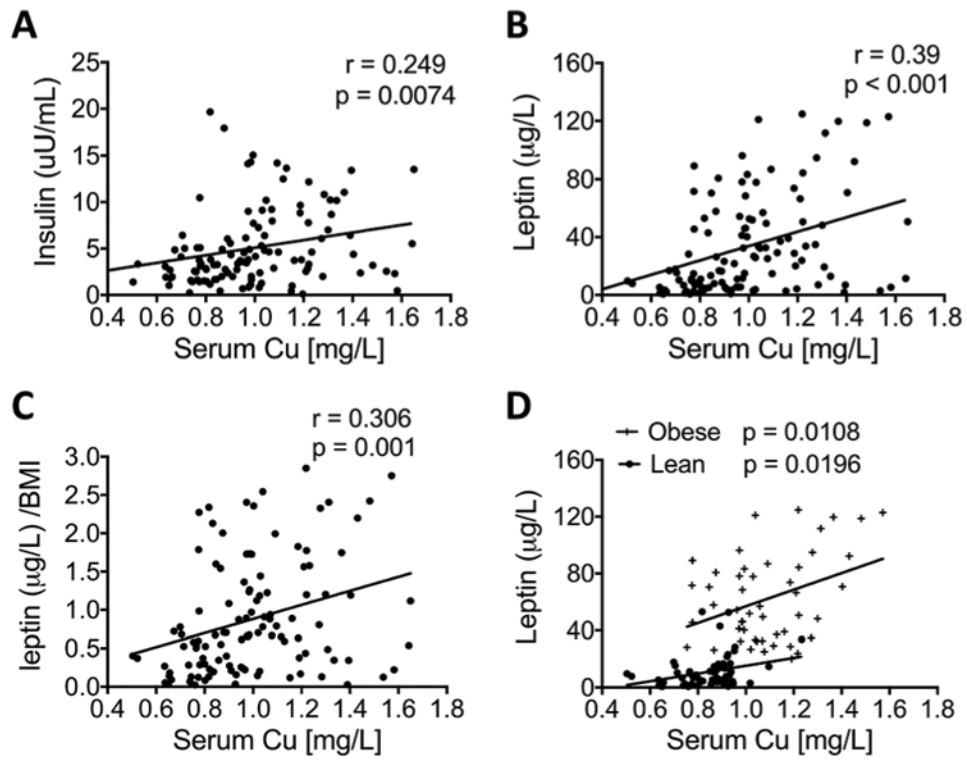 A
r = 0.249
p = 0.0074
Insulin (uU/mL)
25
20
15
10
5
0
0.4 0.6 0.8 1.0 1.2 1.4 1.6 1.8
Serum Cu [mg/L]
B
r = 0.39
p < 0.001
Leptin (µg/L)
160
120
80
40
0
0.4 0.6 0.8 1.0 1.2 1.4 1.6 1.8
Serum Cu [mg/L]
C
r = 0.306
p = 0.001
leptin (µg/L) /BMI
3.0
2.5
2.0
1.5
1.0
0.5
0.0
0.4 0.6 0.8 1.0 1.2 1.4 1.6 1.8
Serum Cu [mg/L]
D
Obese p = 0.0108
Lean p = 0.0196
Leptin (µg/L)
160
120
80
40
0
0.4 0.6 0.8 1.0 1.2 1.4 1.6 1.8
Serum Cu [mg/L]